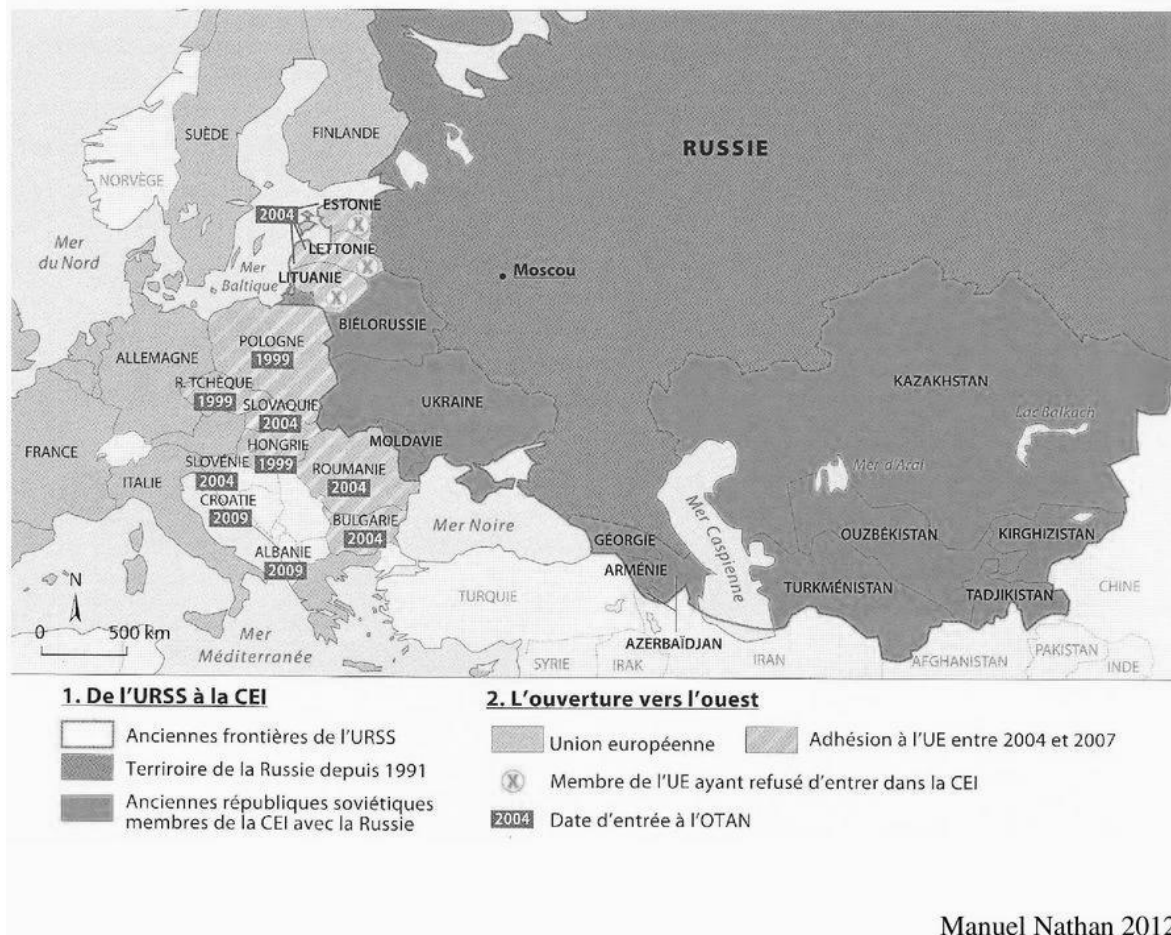 SUÈDE
FINLANDE
NORVÈGE
RUSSIE
ESTONIE
2004
LETTONIE
Mer
du Nord
Mer
Baltique
LITUANIE
X
X
X
Moscou
BIÉLORUSSIE
POLOGNE
1999
ALLEMAGNE
R. TCHÈQUE
1999
SLOVAQUIE
2004
UKRAINE
KAZAKHSTAN
Lac Balkach
FRANCE
HONGRIE
1999
MOLDAVIE
SLOVÉNIE
2004
ROUMANIE
2004
Mer d'Aral
ITALIE
CROATIE
2009
BULGARIE
2004
Mer Noire
Mer Caspienne
GÉORGIE
OUZBÉKISTAN
KIRGHIZISTAN
ALBANIE
2009
ARMÉNIE
TURKMÉNISTAN
TADJIKISTAN
CHINE
N
TURQUIE
0 500 km
Mer
Méditerranée
AZERBAÏDJAN
SYRIE
IRAK
IRAN
AFGHANISTAN
PAKISTAN
INDE
1. De l'URSS à la CEI
Anciennes frontières de l'URSS
Terriroire de la Russie depuis 1991
Anciennes républiques soviétiques
membres de la CEI avec la Russie
2. L'ouverture vers l'ouest
Union européenne
Adhésion à l'UE entre 2004 et 2007
X Membre de l'UE ayant refusé d'entrer dans la CEI
2004 Date d'entrée à l'OTAN
Manuel Nathan 2012